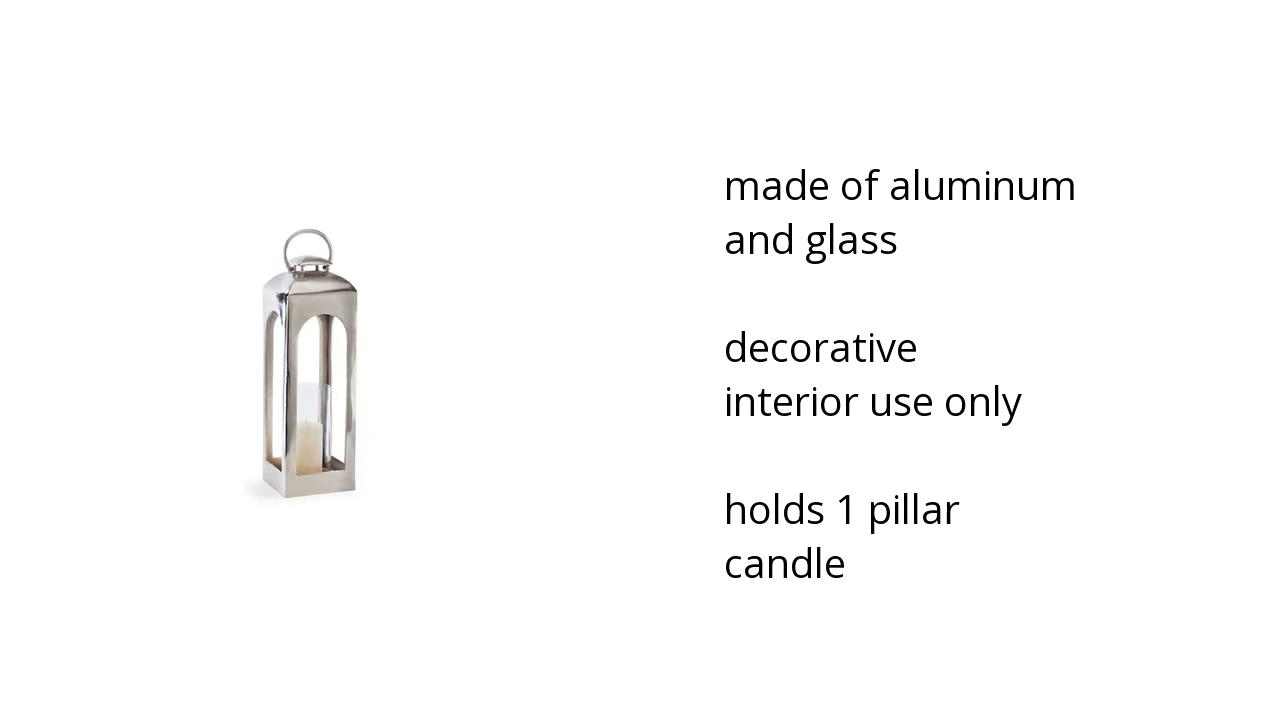 made of aluminum
and glass
decorative
interior use only
holds 1 pillar
candle